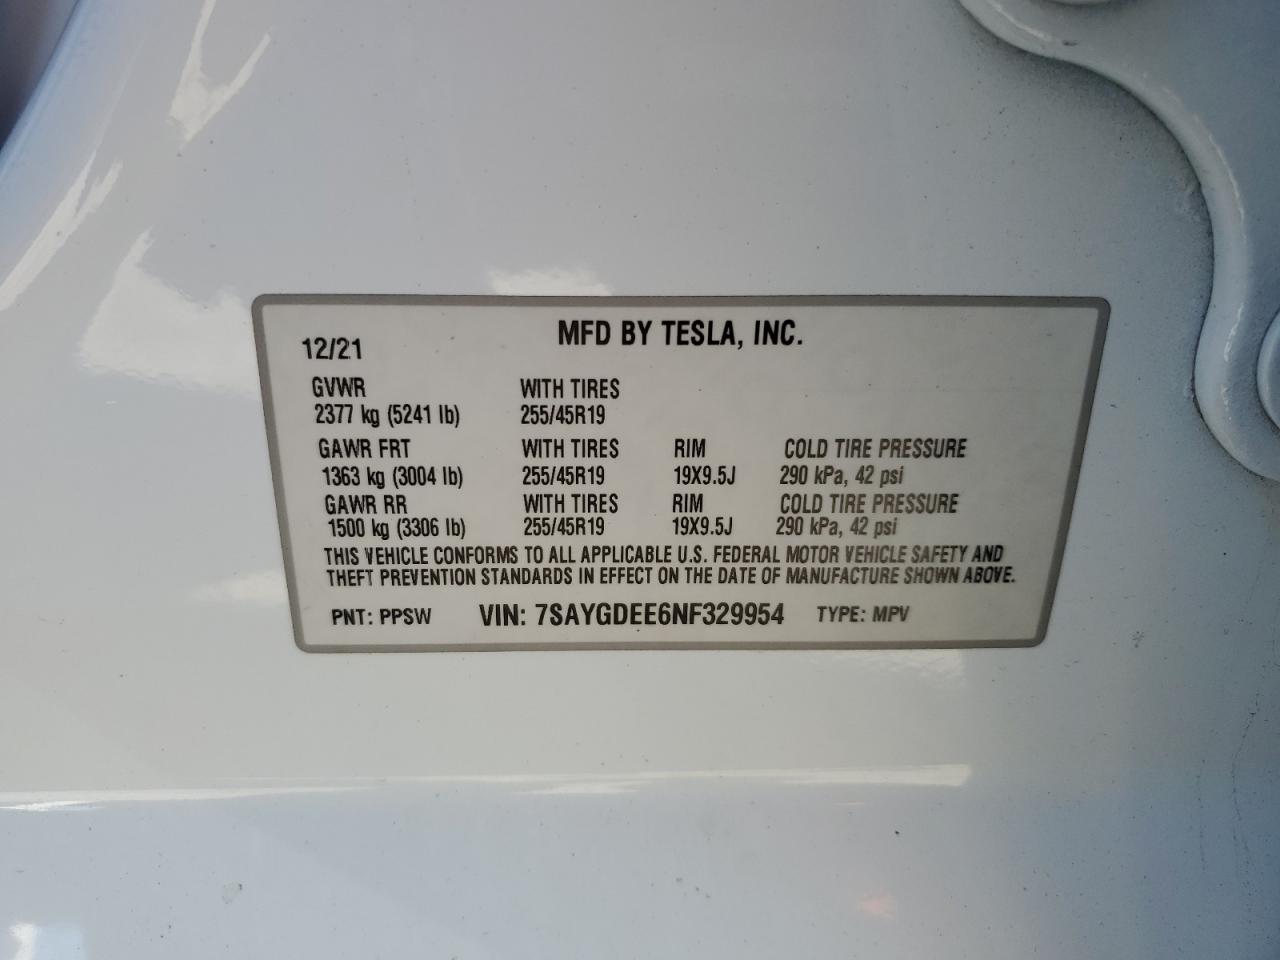 MFD BY TESLA, INC.
12/21
GVWR WITH TIRES
2377 kg (5241 lb) 255/45R19
GAWR FRT WITH TIRES RIM COLD TIRE PRESSURE
1363 kg (3004 lb) 255/45R19 19X9.5J 290 kPa, 42 psi
GAWR RR WITH TIRES RIM COLD TIRE PRESSURE
1500 kg (3306 lb) 255/45R19 19X9.5J 290 kPa, 42 psi
THIS VEHICLE CONFORMS TO ALL APPLICABLE U.S. FEDERAL MOTOR VEHICLE SAFETY AND
THEFT PREVENTION STANDARDS IN EFFECT ON THE DATE OF MANUFACTURE SHOWN ABOVE.
PNT: PPSW VIN: 7SAYGDEE6NF329954 TYPE: MPV